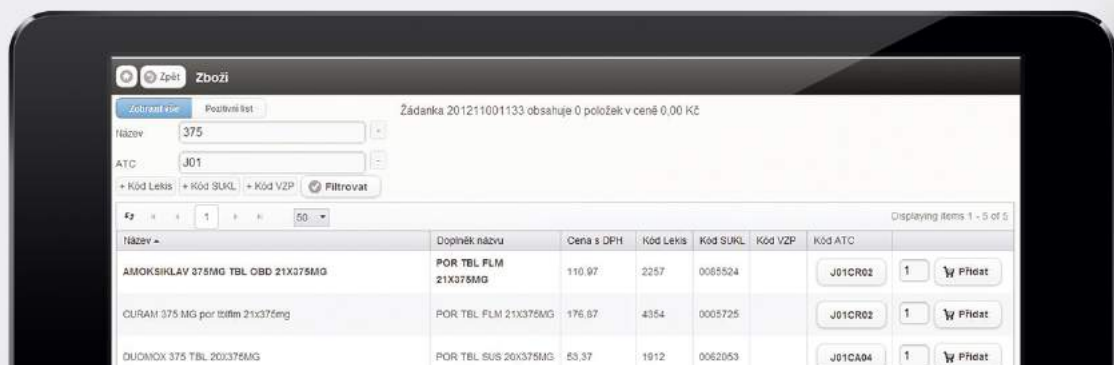 Zpět Zboží
Zobrazit vše Pozitivní list
Žádanka 201211001133 obsahuje 0 položek v ceně 0,00 Kč
Název 375 -
ATC J01 -
+ Kód Lekis + Kód SUKL + Kód VZP Filtrovat
1 50 Displaying items 1 - 5 of 5
Název Doplněk názvu Cena s DPH Kód Lekis Kód SUKL Kód VZP Kód ATC
AMOKSIKLAV 375MG TBL OBD 21X375MG POR TBL FLM 21X375MG 110.97 2257 0085524 J01CR02 1 Přidat
CURAM 375 MG por tblflm 21x375mg POR TBL FLM 21X375MG 176.87 4354 0005725 J01CR02 1 Přidat
DUOMOX 375 TBL 20X375MG POR TBL SUS 20X375MG 53.37 1912 0062053 J01CA04 1 Přidat